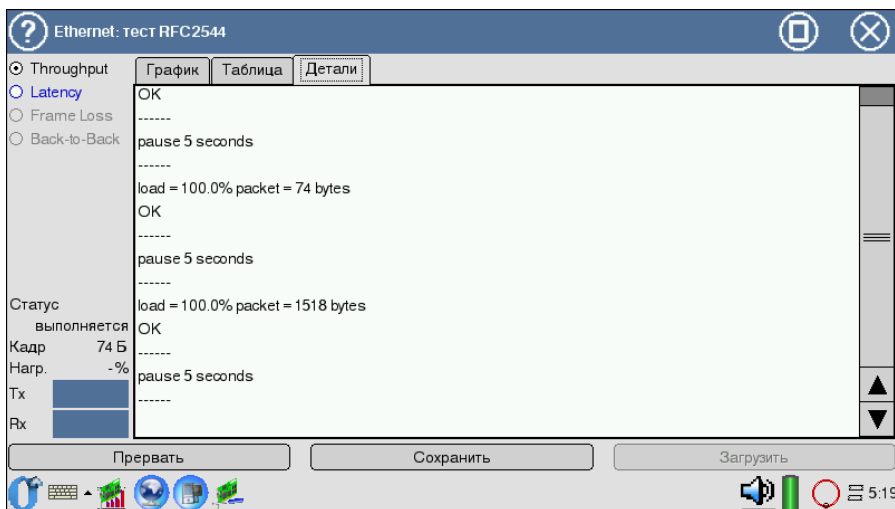 Ethernet: тест RFC2544
Throughput
Latency
Frame Loss
Back-to-Back
График Таблица Детали
OK
------
pause 5 seconds
------
load = 100.0% packet = 74 bytes
OK
------
pause 5 seconds
------
load = 100.0% packet = 1518 bytes
OK
------
pause 5 seconds
------
Статус
выполняется
Кадр 74 Б
Нагр. -%
Tx
Rx
Прервать Сохранить Загрузить
5:19